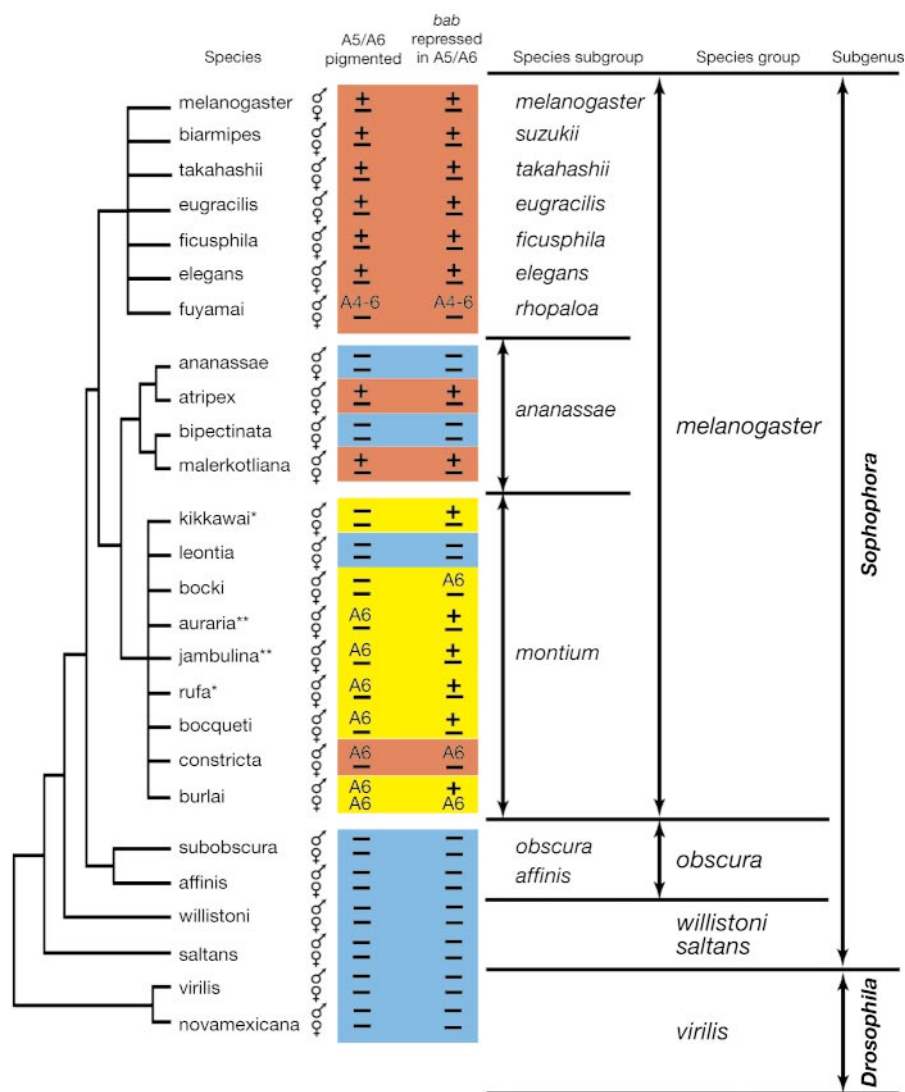 Species A5/A6 pigmented bab repressed in A5/A6 Species subgroup Species group Subgenus
melanogaster ♂ + + melanogaster
♀ − −
biarmipes ♂ + + suzukii
♀ − −
takahashii ♂ + + takahashii
♀ − −
eugracilis ♂ + + eugracilis
♀ − −
ficusphila ♂ + + ficusphila
♀ − −
elegans ♂ + + elegans
♀ − −
fuyamai ♂ A4-6 A4-6 rhopaloa
♀ − −
ananassae ♂ − −
♀ − −
atripex ♂ + + ananassae
♀ − −
bipectinata ♂ − − melanogaster
♀ − −
malerkotliana ♂ + +
♀ − −
kikkawai* ♂ − + Sophophora
♀ − −
leontia ♂ − −
♀ − −
bocki ♂ − A6
♀ − −
auraria** ♂ A6 +
♀ − −
jambulina** ♂ A6 + montium
♀ − −
rufa* ♂ A6 +
♀ − −
bocqueti ♂ A6 +
♀ − −
constricta ♂ A6 A6
♀ − −
burlai ♂ A6 +
♀ A6 A6
subobscura ♂ − − obscura obscura
♀ − −
affinis ♂ − − affinis
♀ − −
willistoni ♂ − − willistoni
♀ − −
saltans ♂ − − saltans
♀ − −
virilis ♂ − −
♀ − −
novamexicana ♂ − − virilis Drosophila
♀ − −